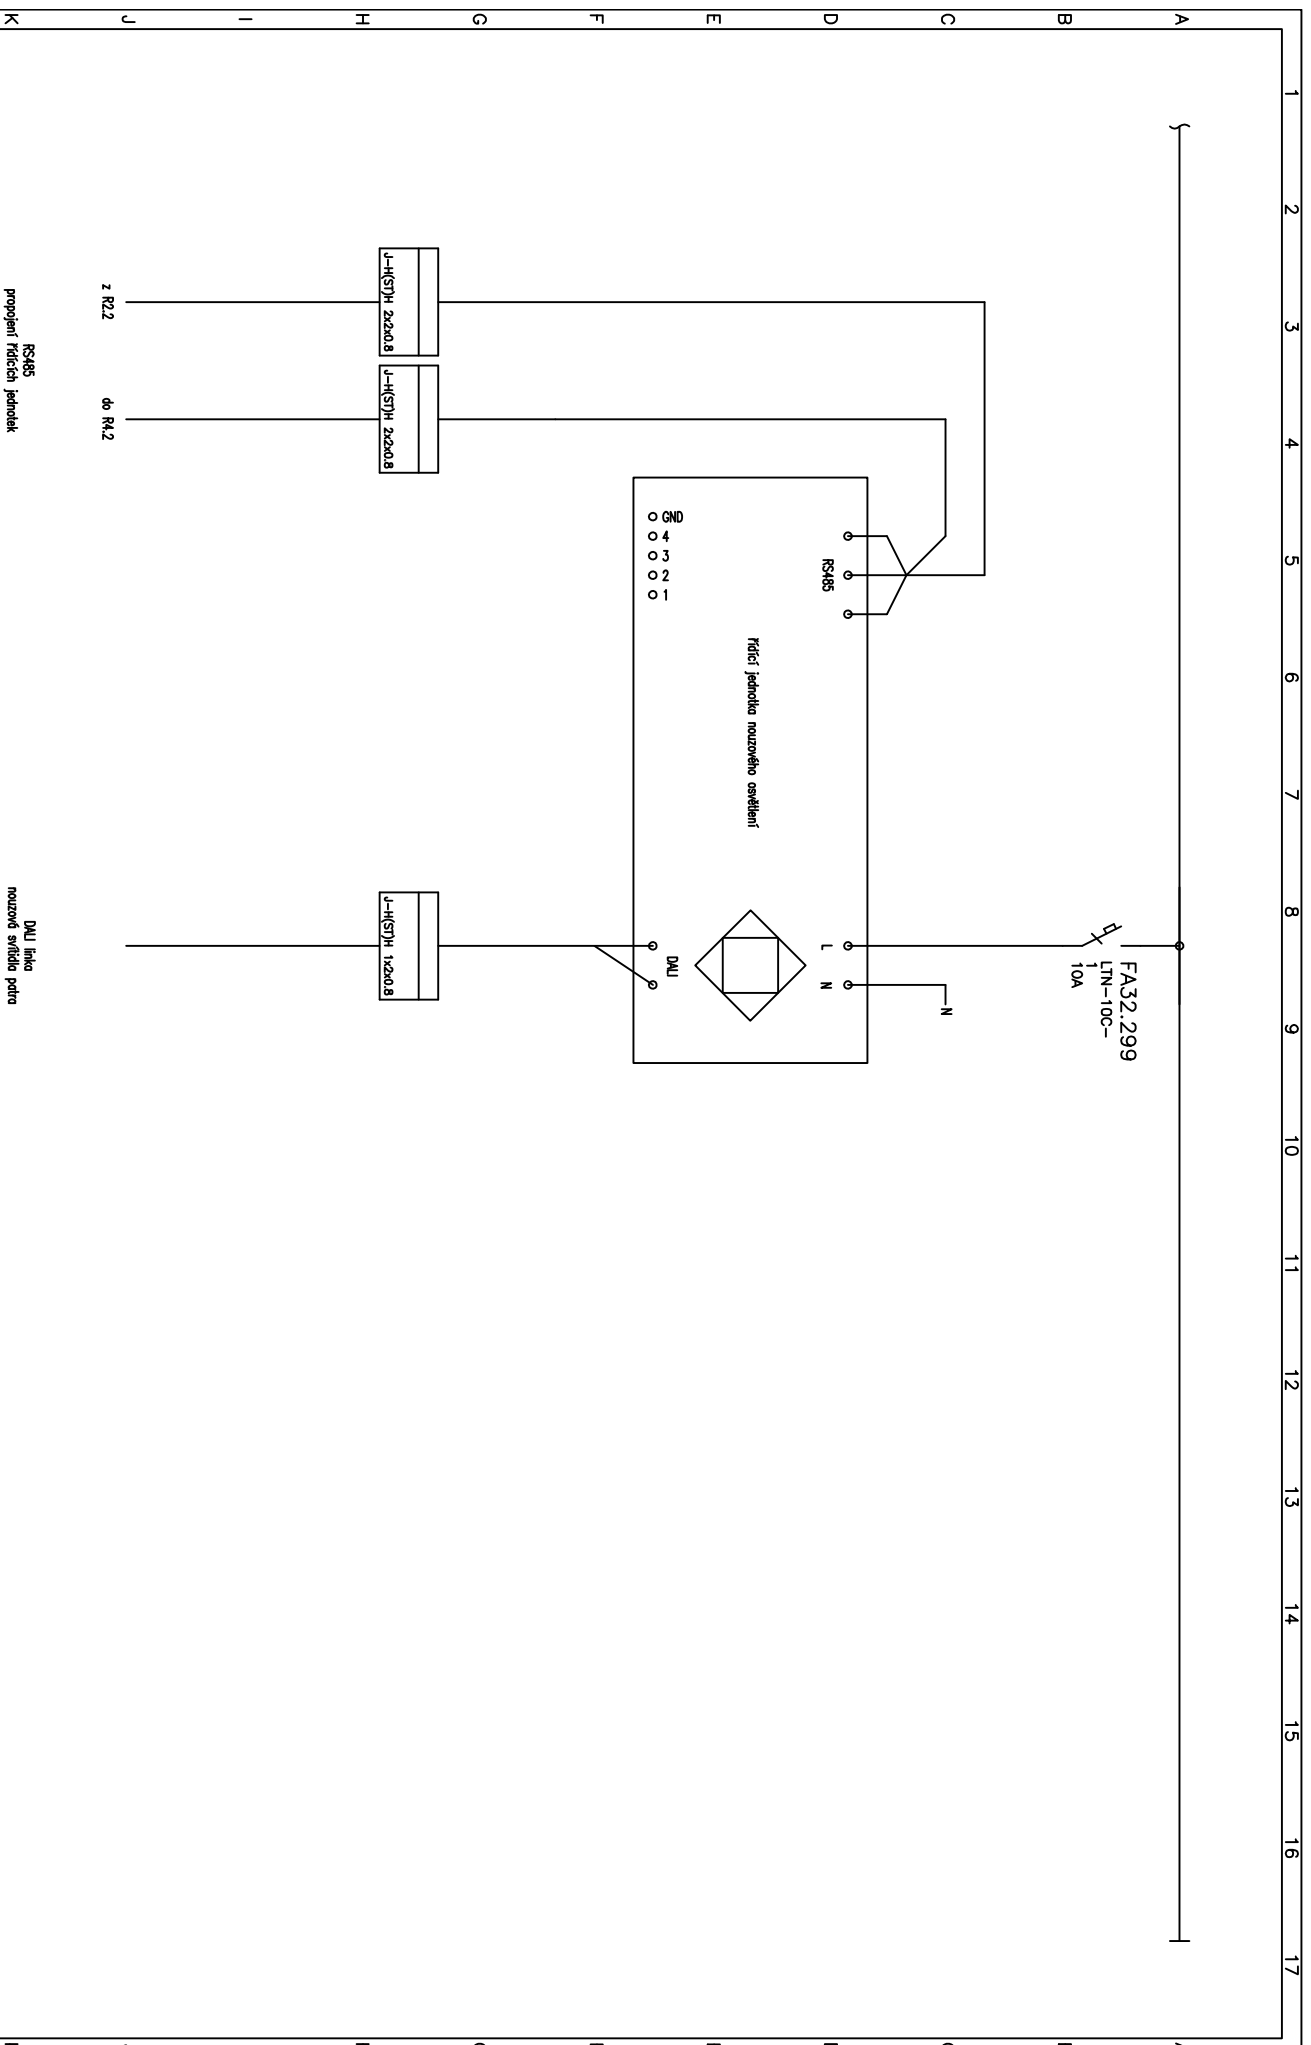 1 2 3 4 5 6 7 8 9 10 11 12 13 14 15 16 17
A
B
C
D
E
F
G
H
I
J
K
FA32.299
LTN-10C-
1
10A
N
L
N
RS485
řídící jednotka nouzového osvětlení
GND 4 3 2 1
DALI
J-H(ST)H 2x2x0.8
J-H(ST)H 2x2x0.8
J-H(ST)H 1x2x0.8
z R2.2
do R4.2
RS485
propojení řídících jednotek
DALI linka
nouzová svítidla patra